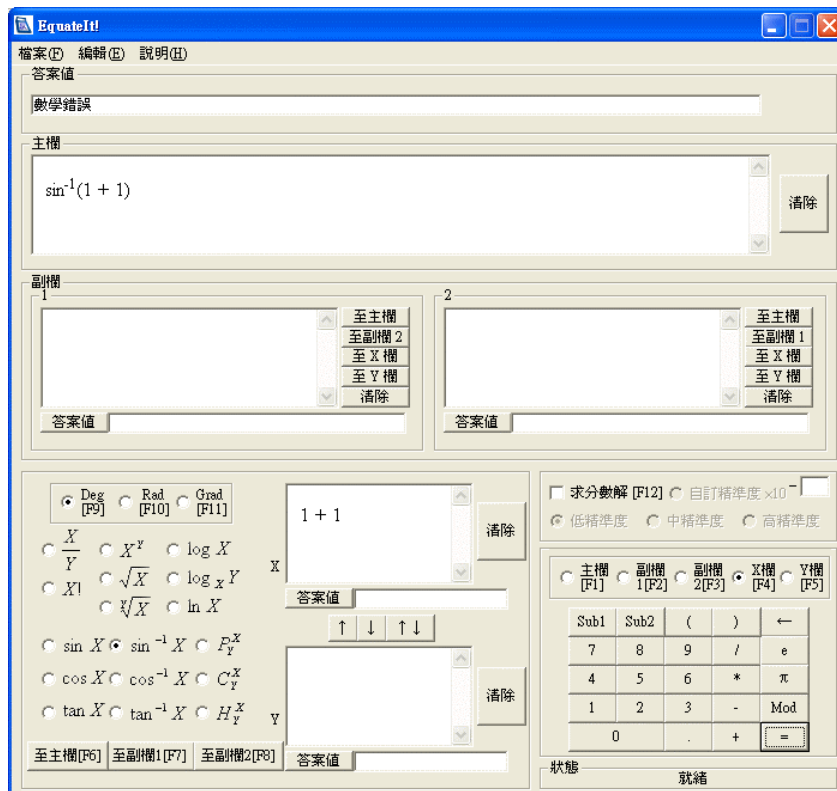 EquateIt!
檔案(F) 編輯(E) 說明(H)
答案值
數學錯誤
主欄
sin⁻¹(1 + 1)
清除
副欄
1
至主欄
至副欄 2
至 X 欄
至 Y 欄
清除
答案值
2
至主欄
至副欄 1
至 X 欄
至 Y 欄
清除
答案值
Deg [F9] Rad [F10] Grad [F11]
X/Y Xʸ log X
X! √X logₓ Y
ʸ√X ln X
sin X sin⁻¹ X P^X_Y
cos X cos⁻¹ X C^X_Y
tan X tan⁻¹ X H^X_Y
至主欄[F6] 至副欄1[F7] 至副欄2[F8]
X
1 + 1
清除
答案值
↑ ↓ ↑↓
Y
清除
答案值
求分數解 [F12] 自訂精準度 ×10 -
低精準度 中精準度 高精準度
主欄 [F1] 副欄 1[F2] 副欄 2[F3] X欄 [F4] Y欄 [F5]
Sub1 Sub2 ( ) ←
7 8 9 / e
4 5 6 * π
1 2 3 - Mod
0 . + =
狀態
就緒